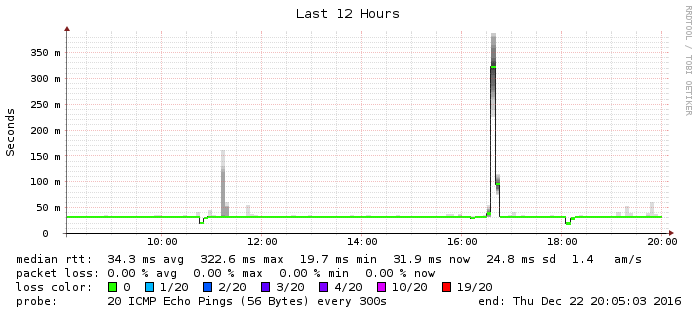 Last 12 Hours
RRDTOOL / TOBI OETIKER
Seconds
350 m
300 m
250 m
200 m
150 m
100 m
50 m
0
10:00 12:00 14:00 16:00 18:00 20:00
median rtt: 34.3 ms avg 322.6 ms max 19.7 ms min 31.9 ms now 24.8 ms sd 1.4 am/s
packet loss: 0.00 % avg 0.00 % max 0.00 % min 0.00 % now
loss color: 0 1/20 2/20 3/20 4/20 10/20 19/20
probe: 20 ICMP Echo Pings (56 Bytes) every 300s end: Thu Dec 22 20:05:03 2016